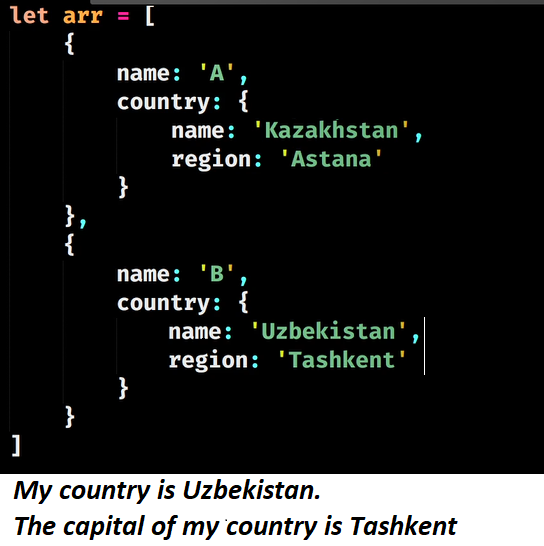 let arr = [
{
name: 'A',
country: {
name: 'Kazakhstan',
region: 'Astana'
}
},
{
name: 'B',
country: {
name: 'Uzbekistan',
region: 'Tashkent'
}
}
]
My country is Uzbekistan.
The capital of my country is Tashkent